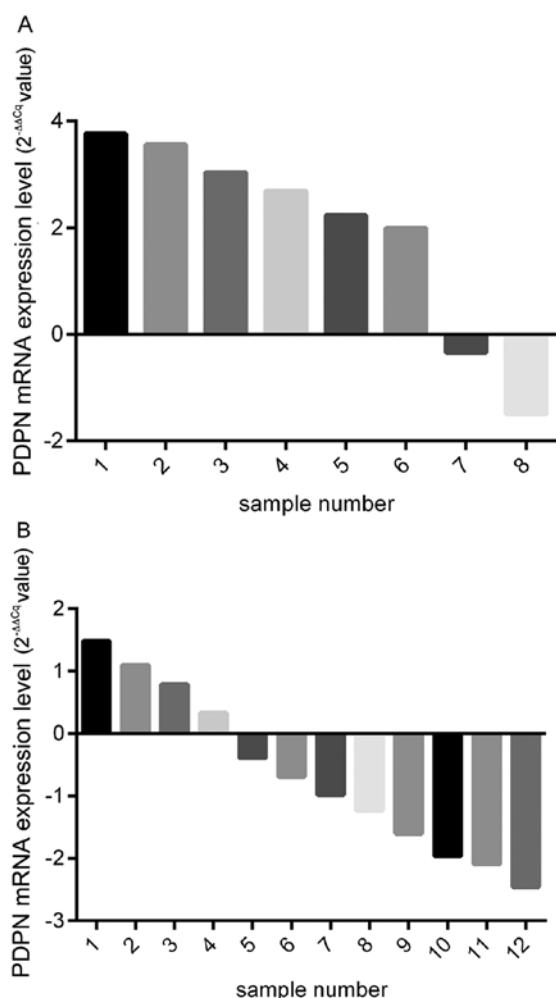 A
PDPN mRNA expression level (2-ΔΔCq value)
4
2
0
-2
1 2 3 4 5 6 7 8
sample number
B
PDPN mRNA expression level (2-ΔΔCq value)
2
1
0
-1
-2
-3
1 2 3 4 5 6 7 8 9 10 11 12
sample number